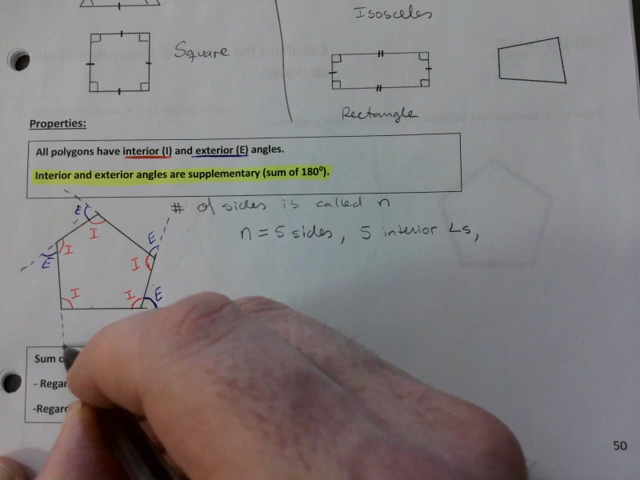 Isosceles
Square
Rectangle
Properties:
All polygons have interior (I) and exterior (E) angles.
Interior and exterior angles are supplementary (sum of 180°).
# of sides is called n
n = 5 sides, 5 interior ∠s,
E
I
E
I
E
I
I
I
E
Sum
- Regar
-Regar
50